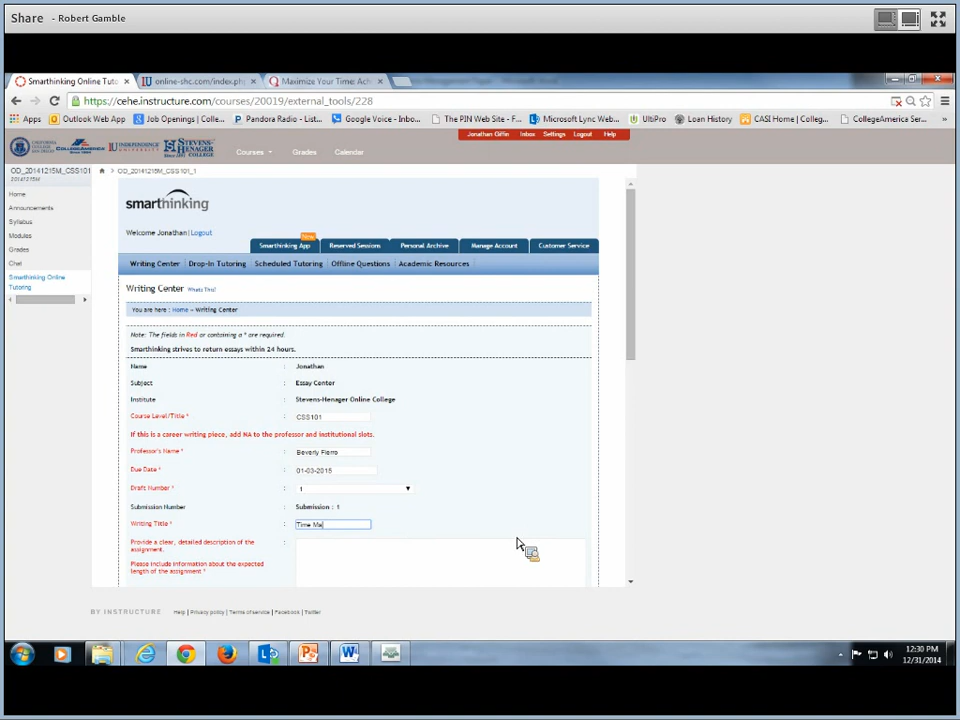 Share - Robert Gamble
Smarthinking Online Tuto × online-shc.com/index.ph × Maximize Your Time: Ach ×
https://cehe.instructure.com/courses/20019/external_tools/228
Apps Outlook Web App Job Openings | Colle... Pandora Radio - List... Google Voice - Inbo... The PIN Web Site - F... Microsoft Lync Web... UltiPro Loan History CASI Home | Colleg... CollegeAmerica Ser... »
Jonathan Giffin Inbox Settings Logout Help
INDEPENDENCE UNIVERSITY STEVENS-HENAGER COLLEGE
Courses Grades Calendar
OD_20141215M_CSS101
20141215M
OD_20141215M_CSS101_1
Home
Announcements
Syllabus
Modules
Grades
Chat
Smarthinking Online
Tutoring
smarthinking
Welcome Jonathan | Logout
Smarthinking App Reserved Sessions Personal Archive Manage Account Customer Service
Writing Center Drop-In Tutoring Scheduled Tutoring Offline Questions Academic Resources
Writing Center Whats This!
You are here : Home » Writing Center
Note: The fields in Red or containing a * are required.
Smarthinking strives to return essays within 24 hours.
Name : Jonathan
Subject : Essay Center
Institute : Stevens-Henager Online College
Course Level/Title * : CSS101
If this is a career writing piece, add NA to the professor and institutional slots.
Professor's Name * : Beverly Fierro
Due Date * : 01-03-2015
Draft Number * : 1
Submission Number : Submission : 1
Writing Title * : Time Ma
Provide a clear, detailed description of the :
assignment.
Please include information about the expected
length of the assignment *
BY INSTRUCTURE Help | Privacy policy | Terms of service | Facebook | Twitter
12:30 PM
12/31/2014